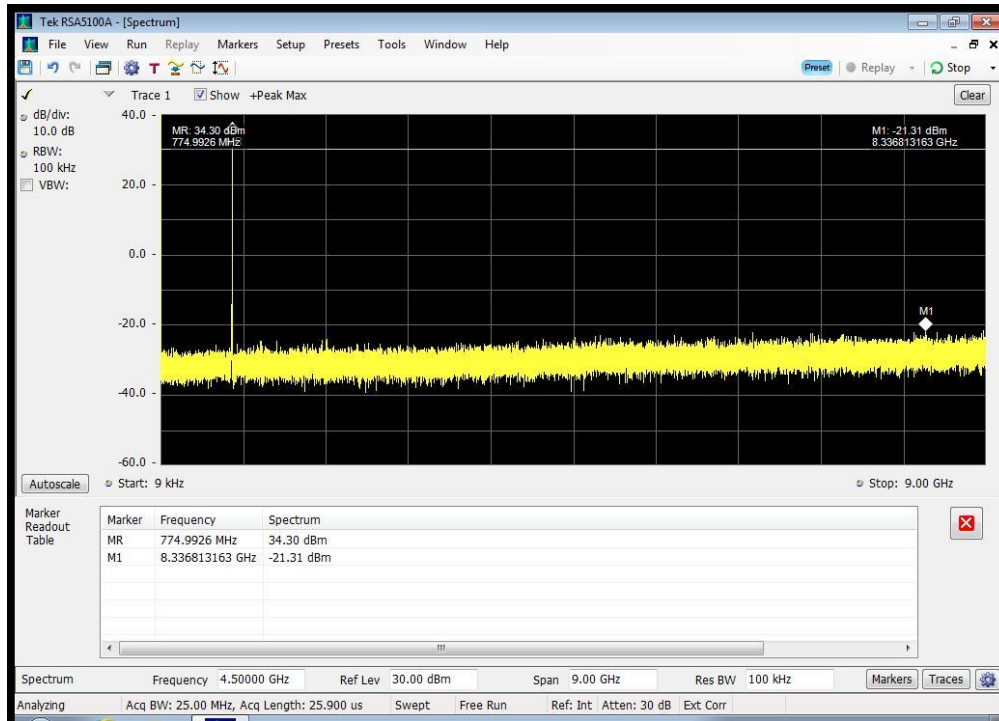 Tek RSA5100A - [Spectrum]
File View Run Replay Markers Setup Presets Tools Window Help
T Preset Replay Stop
Trace 1 Show +Peak Max Clear
dB/div:
10.0 dB
RBW:
100 kHz
VBW:
40.0 -
20.0 -
0.0 -
-20.0 -
-40.0 -
-60.0 -
MR: 34.30 dBm
774.9926 MHz
M1: -21.31 dBm
8.336813163 GHz
M1
Autoscale Start: 9 kHz Stop: 9.00 GHz
Marker
Readout
Table
Marker Frequency Spectrum
MR 774.9926 MHz 34.30 dBm
M1 8.336813163 GHz -21.31 dBm
Spectrum Frequency 4.50000 GHz Ref Lev 30.00 dBm Span 9.00 GHz Res BW 100 kHz Markers Traces
Analyzing Acq BW: 25.00 MHz, Acq Length: 25.900 us Swept Free Run Ref: Int Atten: 30 dB Ext Corr